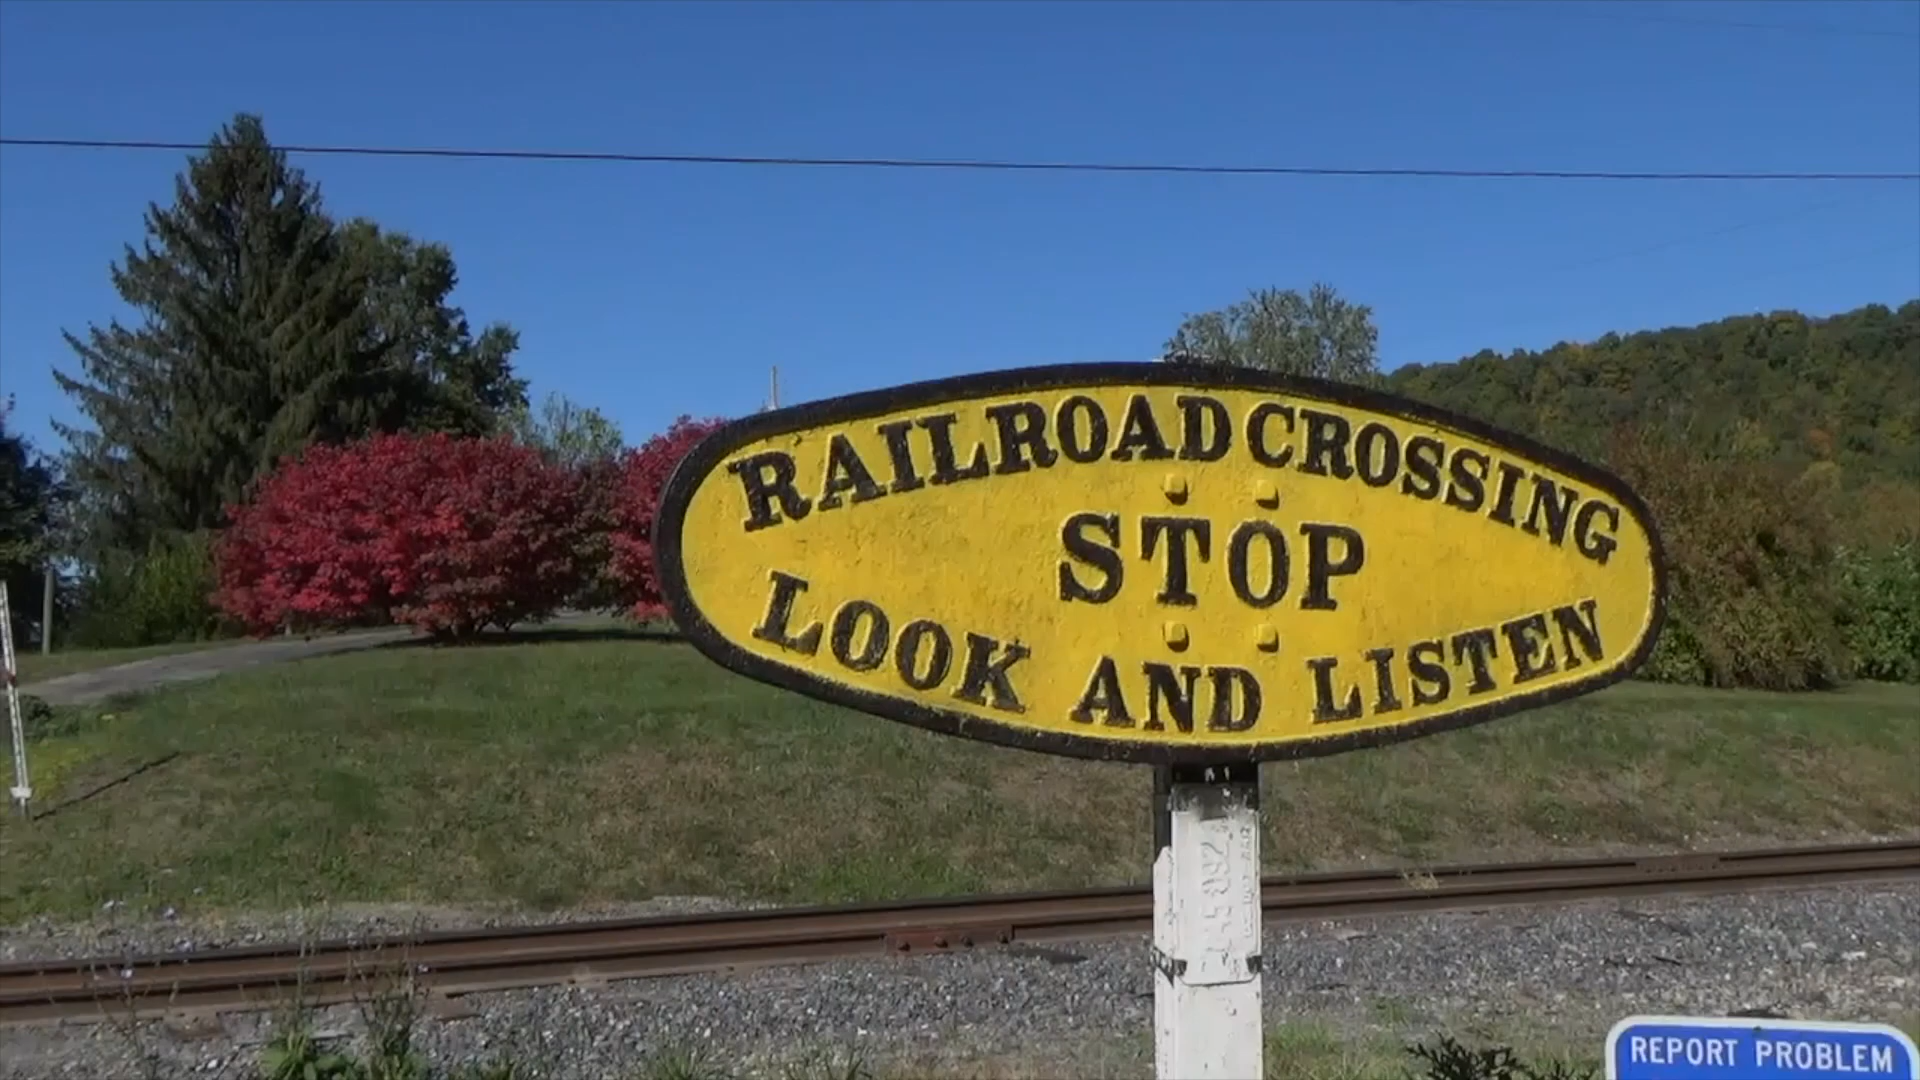 RAILROAD CROSSING
STOP
LOOK AND LISTEN
REPORT PROBLEM